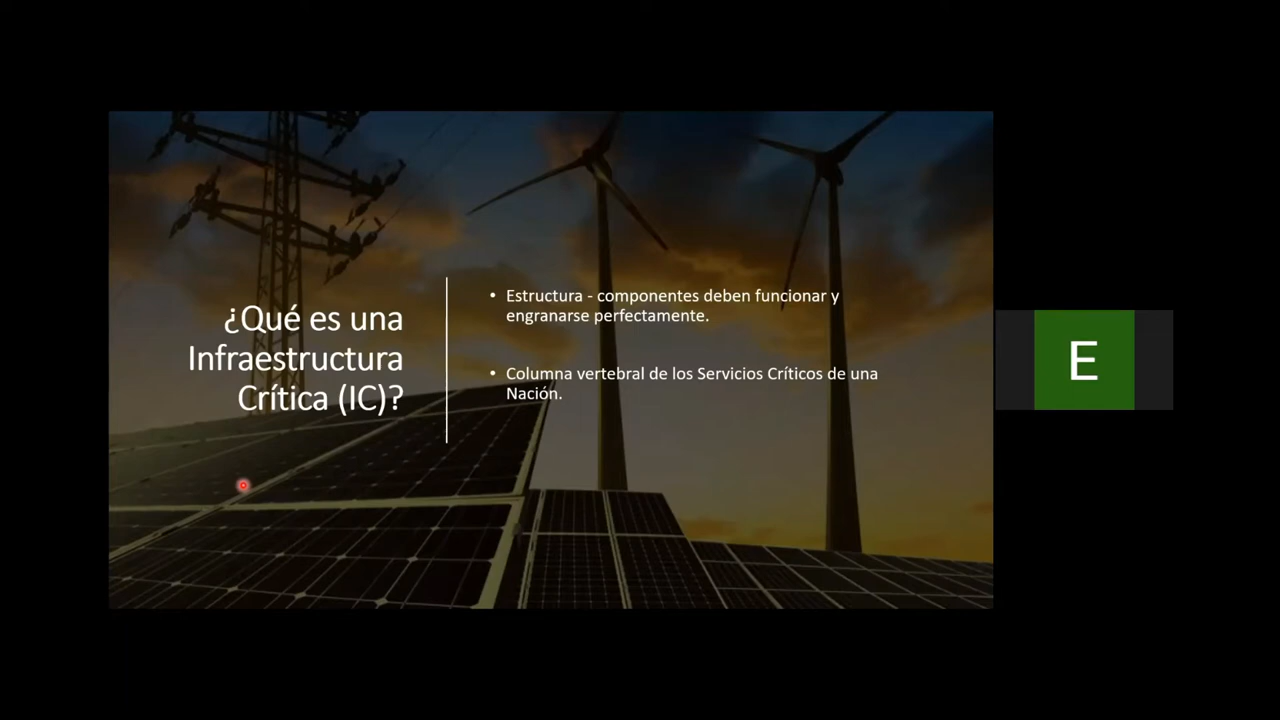 ¿Qué es una
Infraestructura
Crítica (IC)?
• Estructura - componentes deben funcionar y
engranarse perfectamente.
• Columna vertebral de los Servicios Críticos de una
Nación.
E